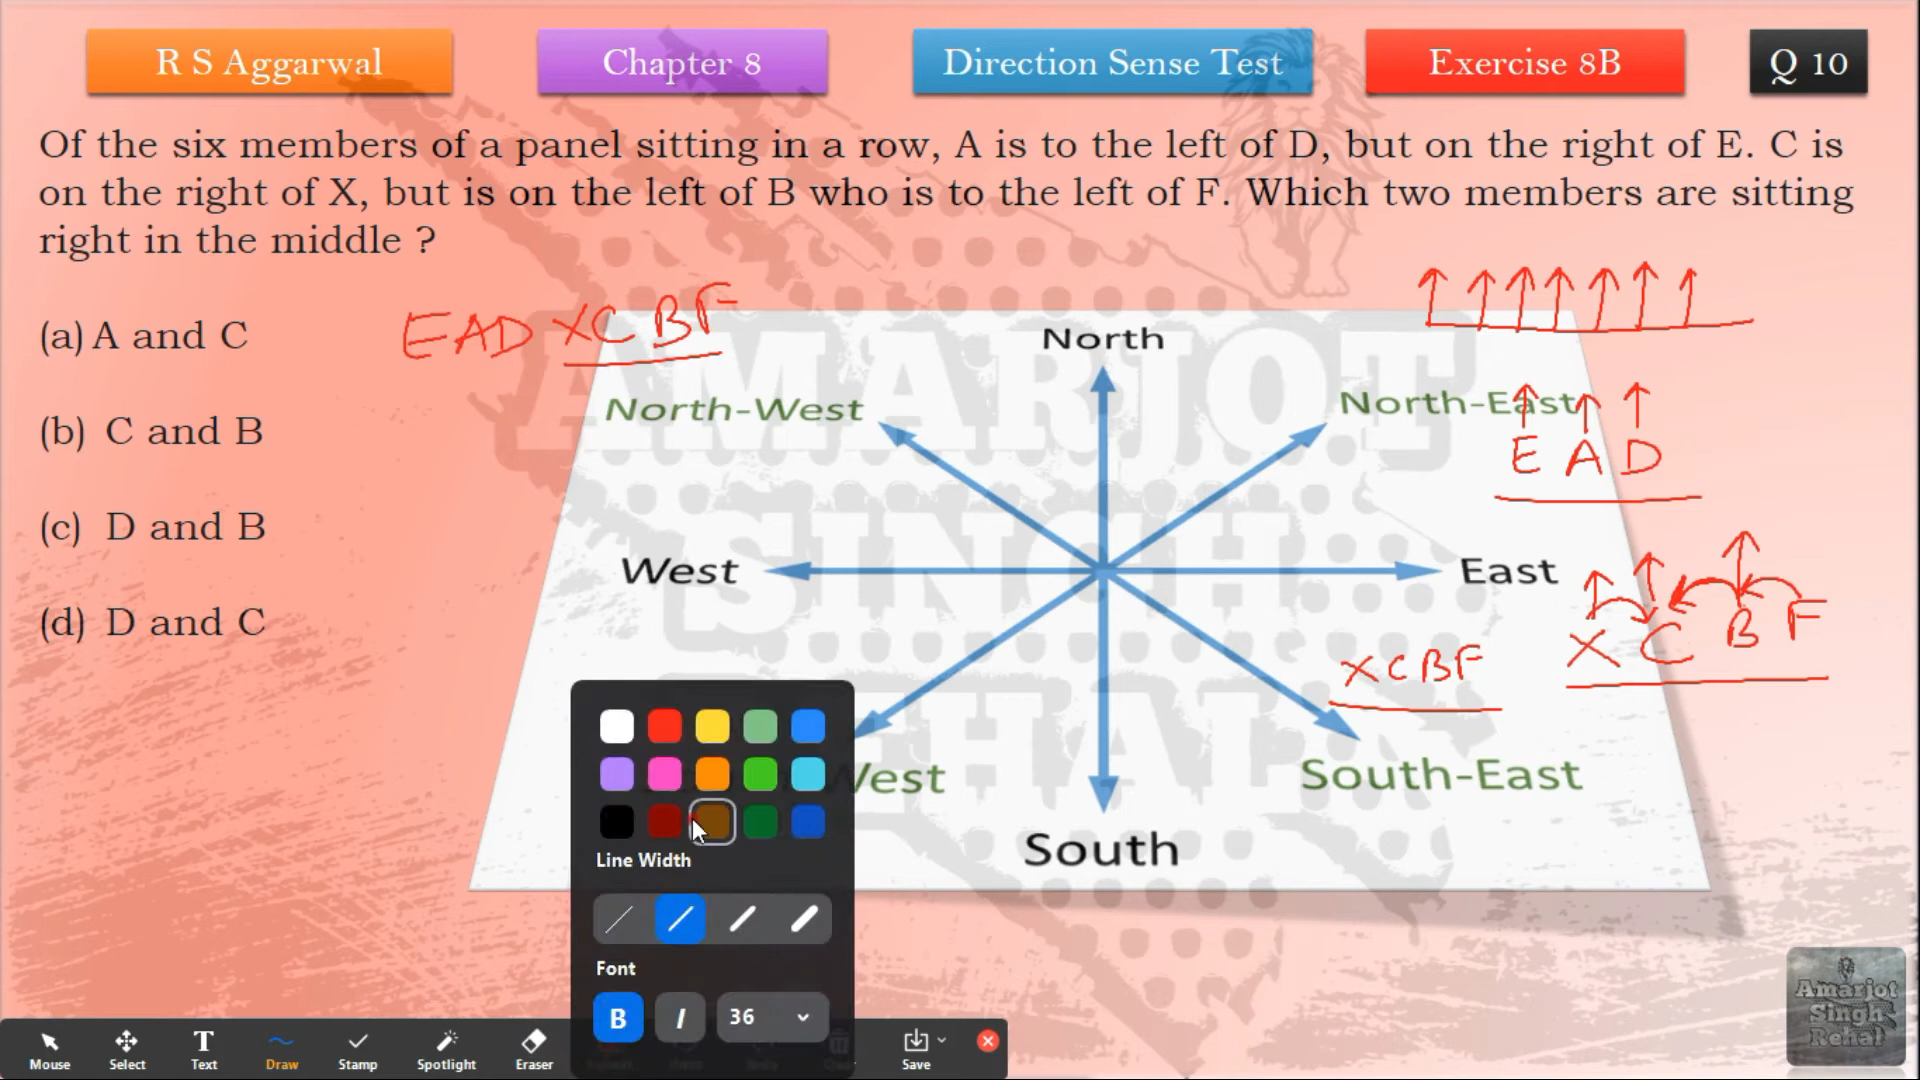 R S Aggarwal
Chapter 8
Direction Sense Test
Exercise 8B
Q 10
Of the six members of a panel sitting in a row, A is to the left of D, but on the right of E. C is
on the right of X, but is on the left of B who is to the left of F. Which two members are sitting
right in the middle ?
(a) A and C
(b) C and B
(c) D and B
(d) D and C
EAD XCBF
North
North-West
North-East
E A D
West
East
X C B F
XCBF
West
South-East
South
AMARJOT
SINGH
REHAL
Line Width
Font
B I 36
Mouse
Select
Text
Draw
Stamp
Spotlight
Eraser
Save
Amarjot
Singh
Rehal